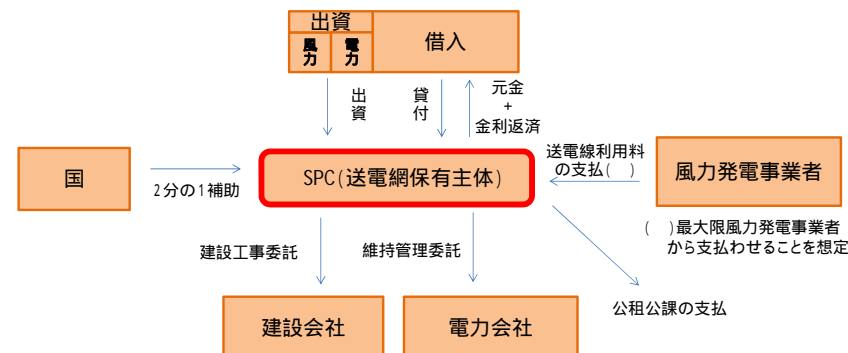 出資
風力
電力
借入
出資
貸付
元金
+
金利返済
国
2分の1補助
SPC(送電網保有主体)
送電線利用料
の支払( )
風力発電事業者
( )最大限風力発電事業者
から支払わせることを想定
建設工事委託
維持管理委託
公租公課の支払
建設会社
電力会社